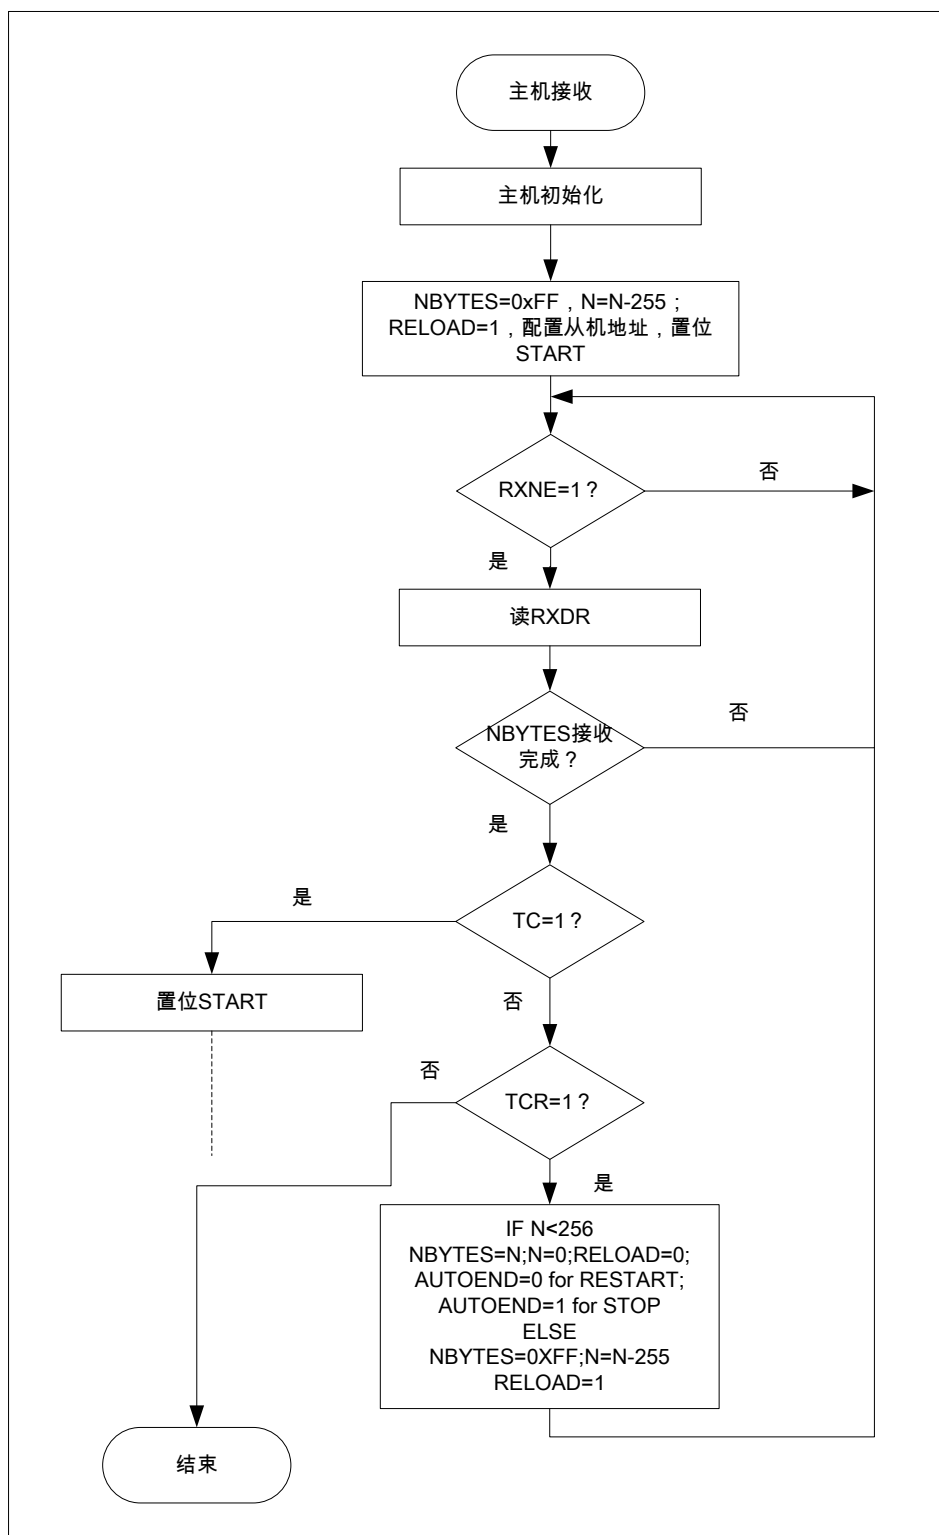 主机接收
主机初始化
NBYTES=0xFF，N=N-255；
RELOAD=1，配置从机地址，置位
START
RXNE=1？
否
是
读RXDR
NBYTES接收
完成？
否
是
TC=1？
是
置位START
否
TCR=1？
否
是
IF N<256
NBYTES=N;N=0;RELOAD=0;
AUTOEND=0 for RESTART;
AUTOEND=1 for STOP
ELSE
NBYTES=0XFF;N=N-255
RELOAD=1
结束